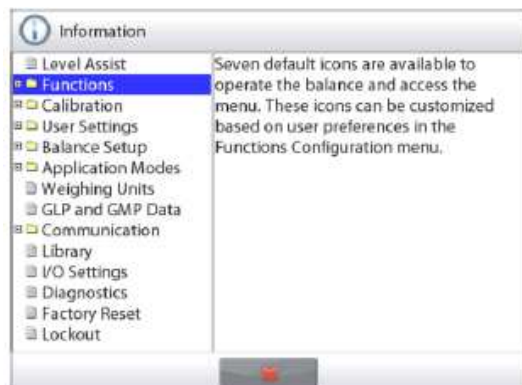 Information
Level Assist
Functions
Calibration
User Settings
Balance Setup
Application Modes
Weighing Units
GLP and GMP Data
Communication
Library
I/O Settings
Diagnostics
Factory Reset
Lockout
Seven default icons are available to
operate the balance and access the
menu. These icons can be customized
based on user preferences in the
Functions Configuration menu.